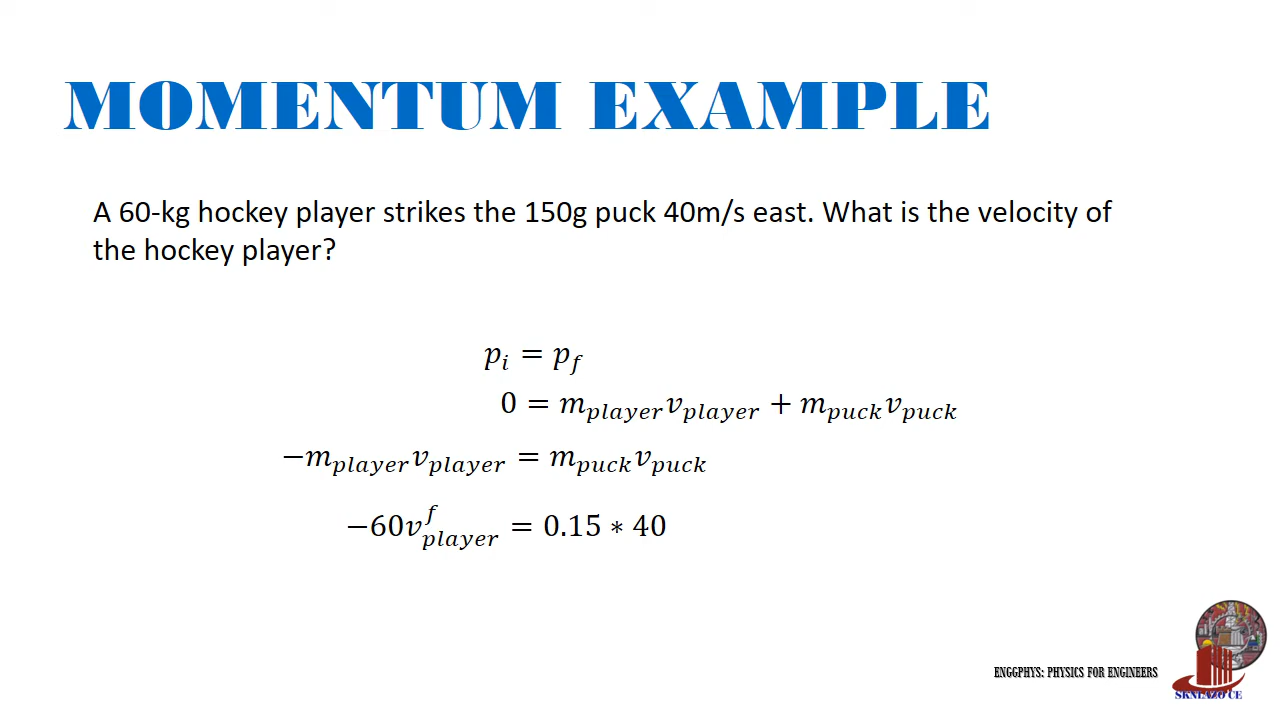 MOMENTUM EXAMPLE
A 60-kg hockey player strikes the 150g puck 40m/s east. What is the velocity of
the hockey player?
p_i = p_f
0 = m_player v_player + m_puck v_puck
−m_player v_player = m_puck v_puck
−60v^f_player = 0.15 ∗ 40
ENGGPHYS: PHYSICS FOR ENGINEERS
SKNLAZO CE